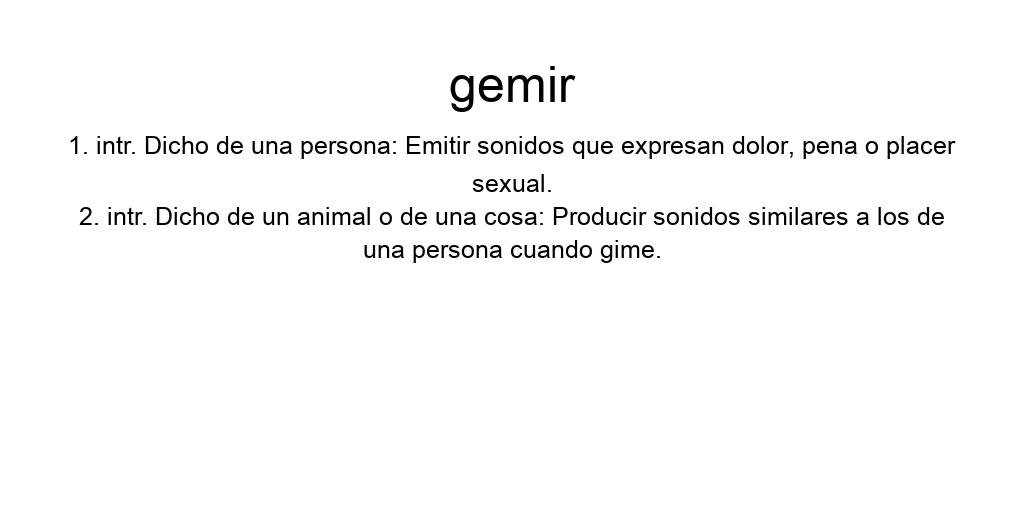 gemir
1. intr. Dicho de una persona: Emitir sonidos que expresan dolor, pena o placer
sexual.
2. intr. Dicho de un animal o de una cosa: Producir sonidos similares a los de
una persona cuando gime.